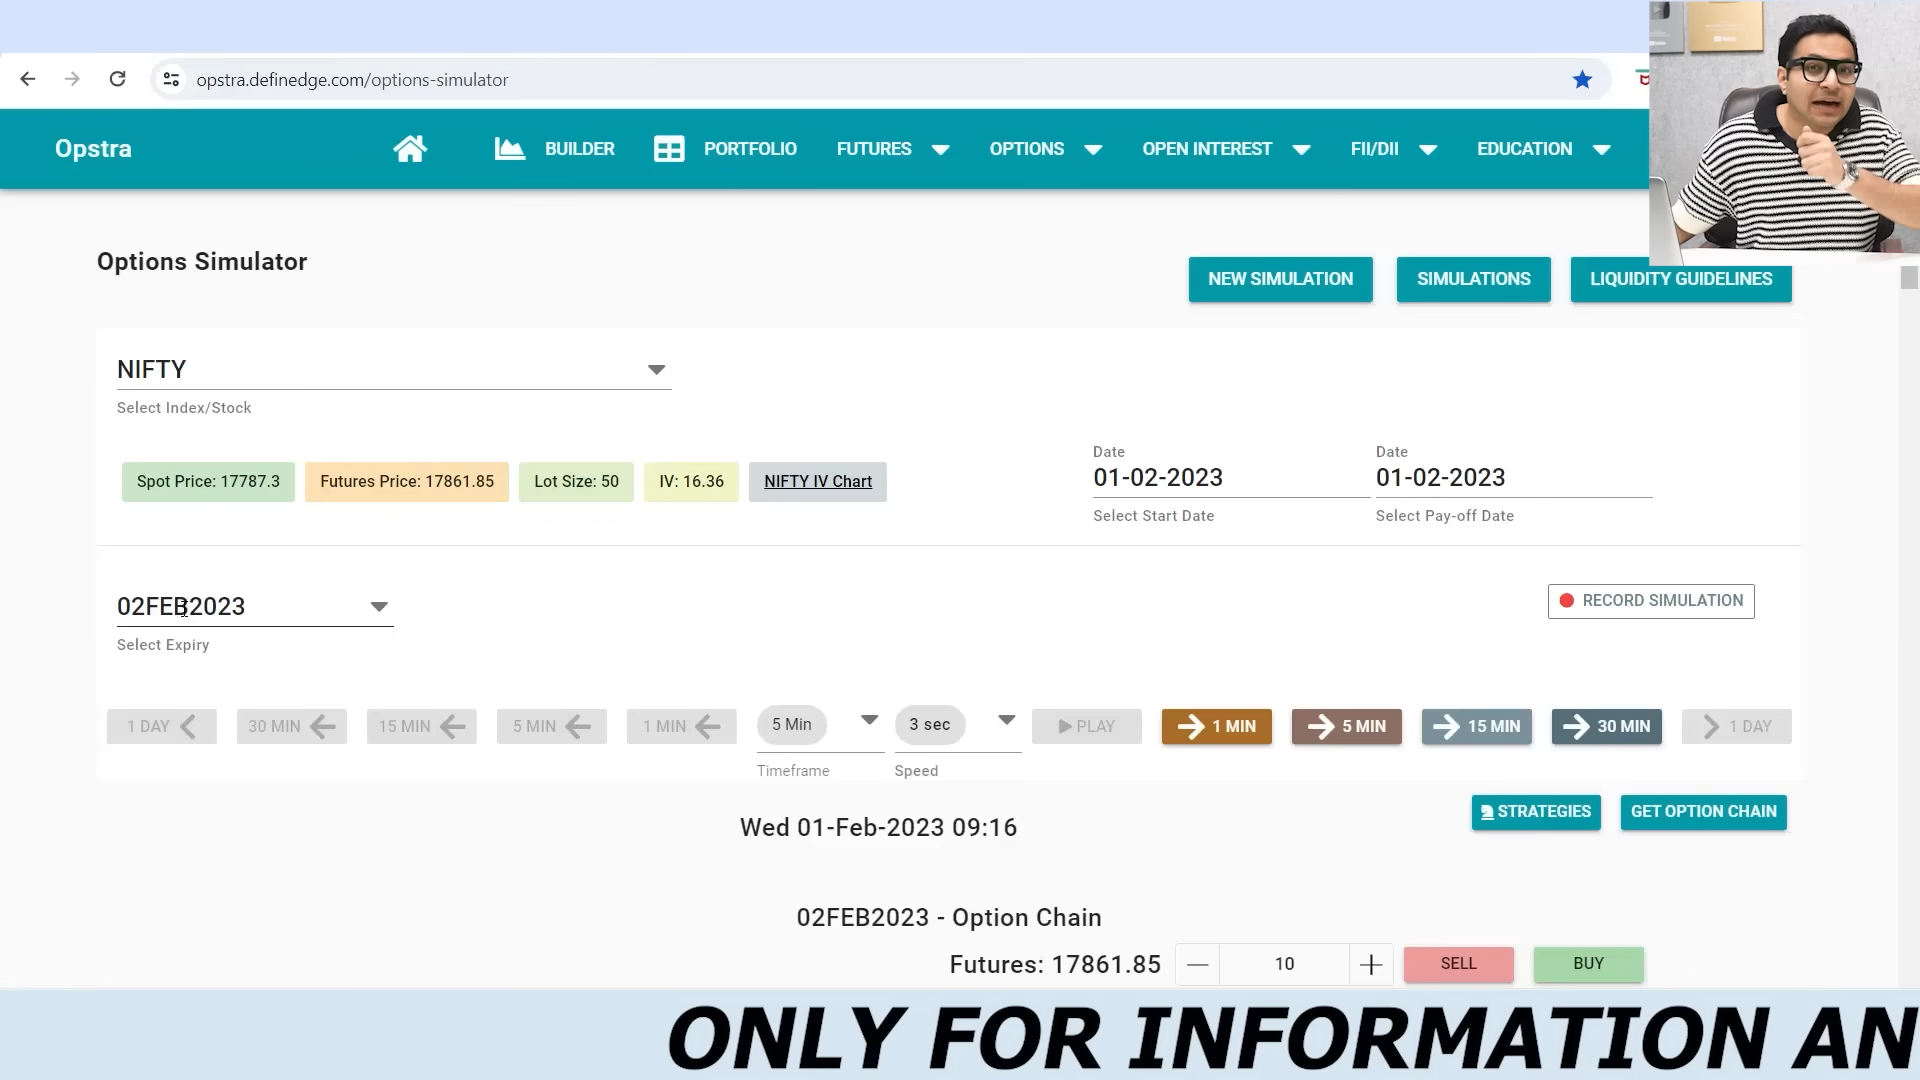 opstra.definedge.com/options-simulator
Opstra
BUILDER
PORTFOLIO
FUTURES
OPTIONS
OPEN INTEREST
FII/DII
EDUCATION
Options Simulator
NEW SIMULATION
SIMULATIONS
LIQUIDITY GUIDELINES
NIFTY
Select Index/Stock
Spot Price: 17787.3
Futures Price: 17861.85
Lot Size: 50
IV: 16.36
NIFTY IV Chart
Date
01-02-2023
Select Start Date
Date
01-02-2023
Select Pay-off Date
02FEB2023
Select Expiry
RECORD SIMULATION
1 DAY
30 MIN
15 MIN
5 MIN
1 MIN
5 Min
Timeframe
3 sec
Speed
PLAY
1 MIN
5 MIN
15 MIN
30 MIN
1 DAY
Wed 01-Feb-2023 09:16
STRATEGIES
GET OPTION CHAIN
02FEB2023 - Option Chain
Futures: 17861.85
10
SELL
BUY
ONLY FOR INFORMATION AN